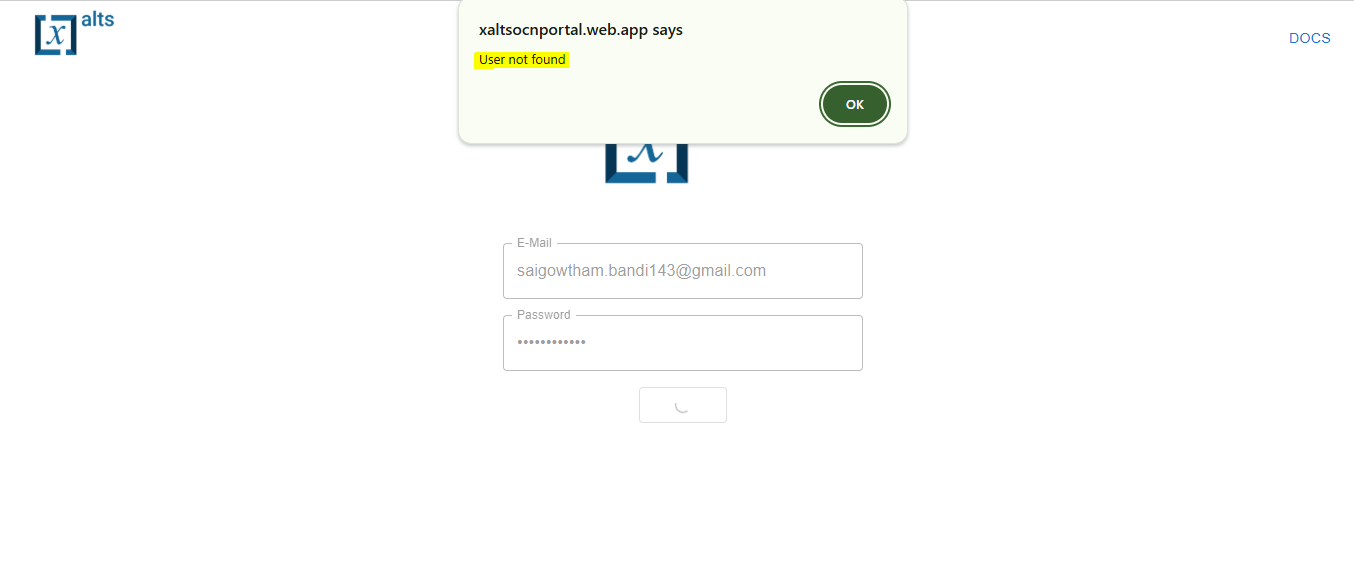 x alts
xaltsocnportal.web.app says
User not found
OK
DOCS
x
E-Mail
saigowtham.bandi143@gmail.com
Password
••••••••••••